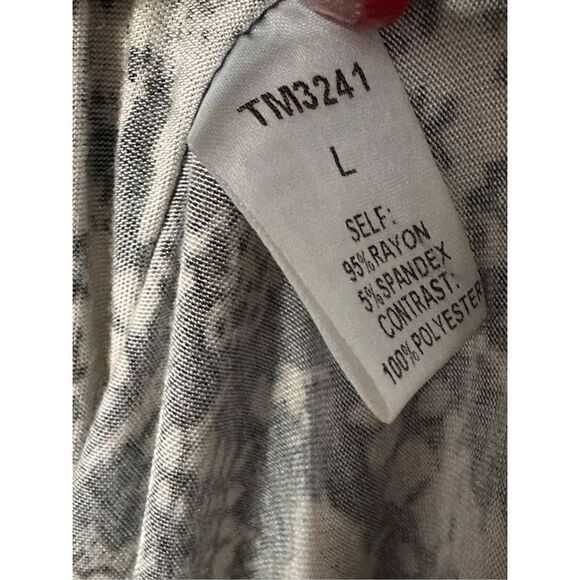 TM3241
L
SELF:
95%RAYON
5%SPANDEX
CONTRAST:
100%POLYESTER